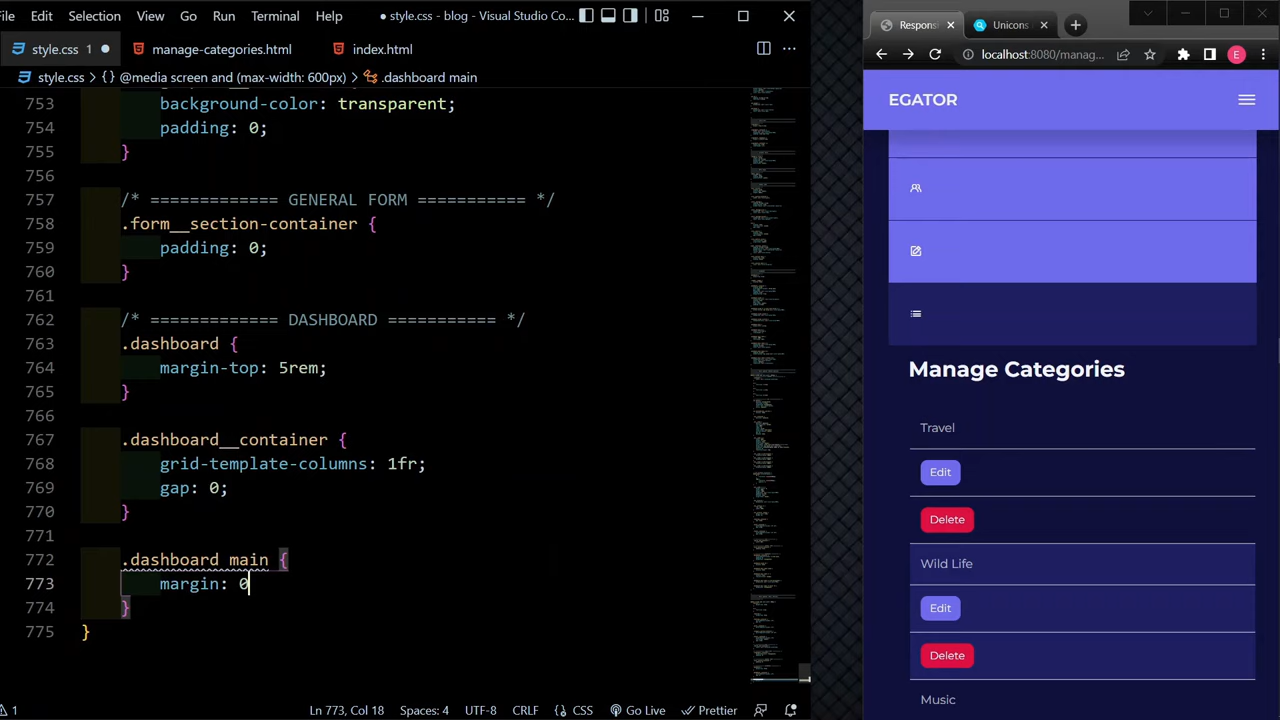 Edit Selection View Go Run Terminal Help ● style.css - blog - Visual Studio Co...
style.css 1 ● manage-categories.html index.html
style.css > {} @media screen and (max-width: 600px) > .dashboard main
753 background-color: transparent;
754 padding: 0;
755 }
756
757 /* ============ GENERAL FORM =========== */
758 .form__section-container {
759 padding: 0;
760 }
761
762 /* ============= DASHBOARD =========== */
763 .dashboard {
764 margin-top: 5rem;
765 }
766
767 .dashboard__container {
768 grid-template-columns: 1fr;
769 gap: 0;
770 }
771
772 .dashboard main {
773 margin: 0
774 }
775 }
1 Ln 773, Col 18 Spaces: 4 UTF-8 CRLF {} CSS Go Live Prettier
Respons Unicons
localhost:8080/manag... E
EGATOR
Manage Categories
Travel
Edit
Delete
Wild Life
Edit
Delete
Music